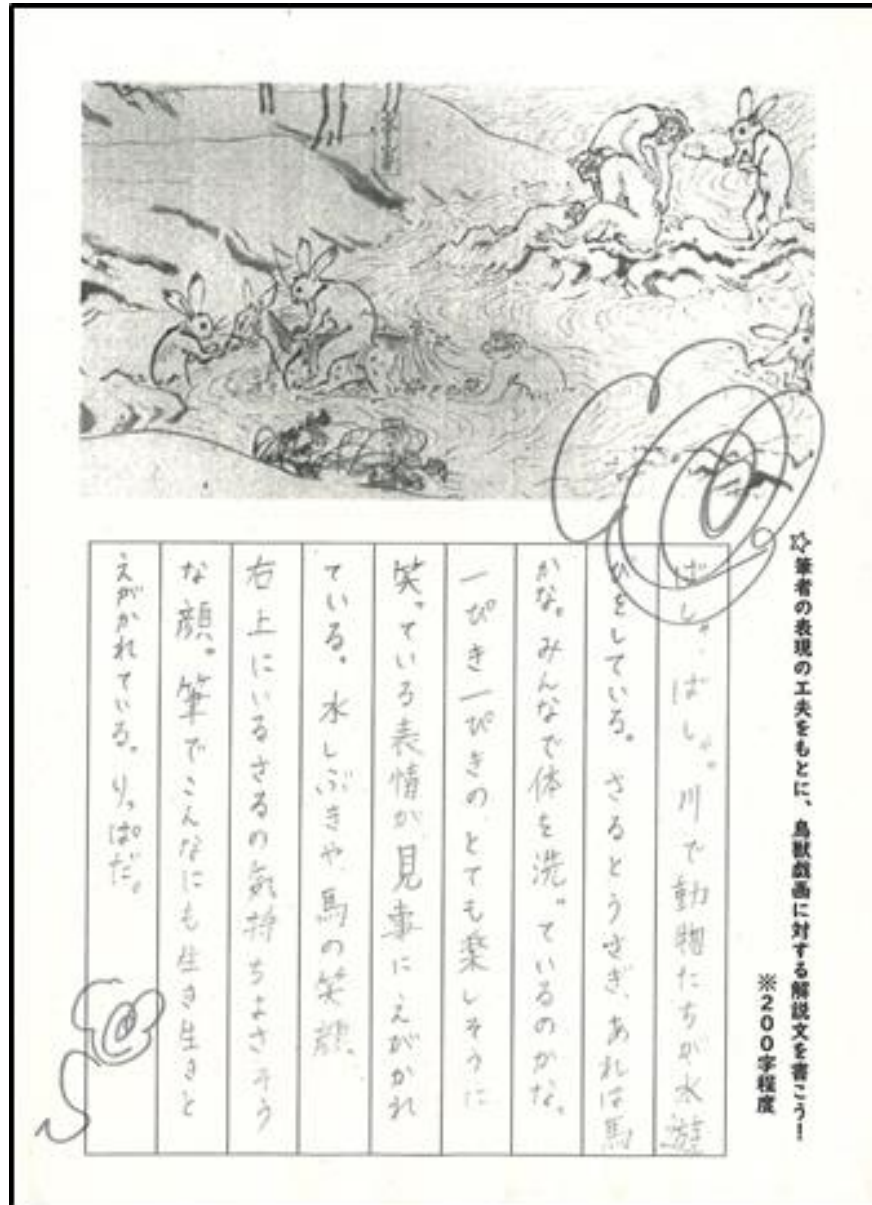 ☆筆者の表現の工夫をもとに、鳥獣戯画に対する解説文を書こう！
※200字程度
ばしゃ、ばしゃ。川で動物たちが水遊
びをしている。さるとうさぎ、あれは馬
かな。みんなで体を洗っているのかな。
一ぴき一ぴきの、とても楽しそうに
笑っている表情が、見事にえがかれ
ている。水しぶきや、馬の笑顔。
右上にいるさるの気持ちよさそう
な顔。筆でこんなにも生き生きと
えがかれている。りっぱだ。